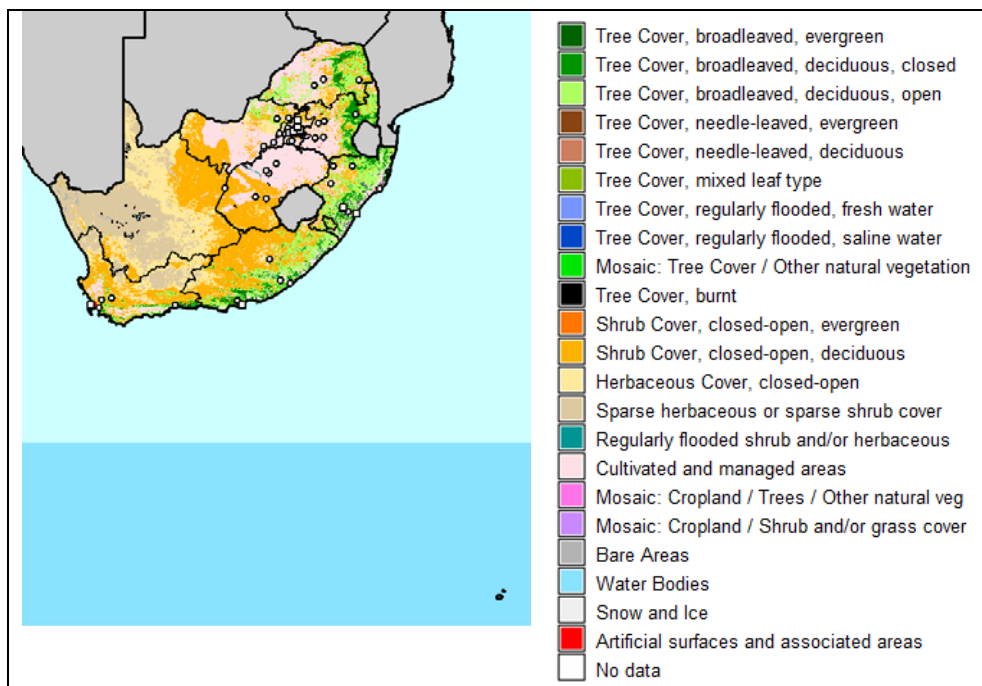 Tree Cover, broadleaved, evergreen
Tree Cover, broadleaved, deciduous, closed
Tree Cover, broadleaved, deciduous, open
Tree Cover, needle-leaved, evergreen
Tree Cover, needle-leaved, deciduous
Tree Cover, mixed leaf type
Tree Cover, regularly flooded, fresh water
Tree Cover, regularly flooded, saline water
Mosaic: Tree Cover / Other natural vegetation
Tree Cover, burnt
Shrub Cover, closed-open, evergreen
Shrub Cover, closed-open, deciduous
Herbaceous Cover, closed-open
Sparse herbaceous or sparse shrub cover
Regularly flooded shrub and/or herbaceous
Cultivated and managed areas
Mosaic: Cropland / Trees / Other natural veg
Mosaic: Cropland / Shrub and/or grass cover
Bare Areas
Water Bodies
Snow and Ice
Artificial surfaces and associated areas
No data